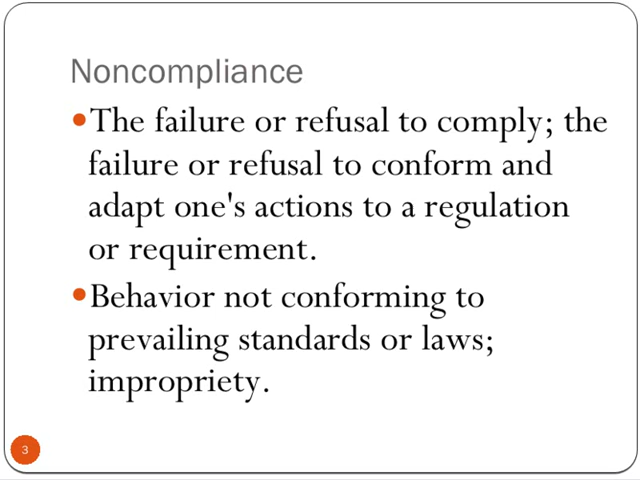 Noncompliance
•The failure or refusal to comply; the
failure or refusal to conform and
adapt one's actions to a regulation
or requirement.
•Behavior not conforming to
prevailing standards or laws;
impropriety.
3